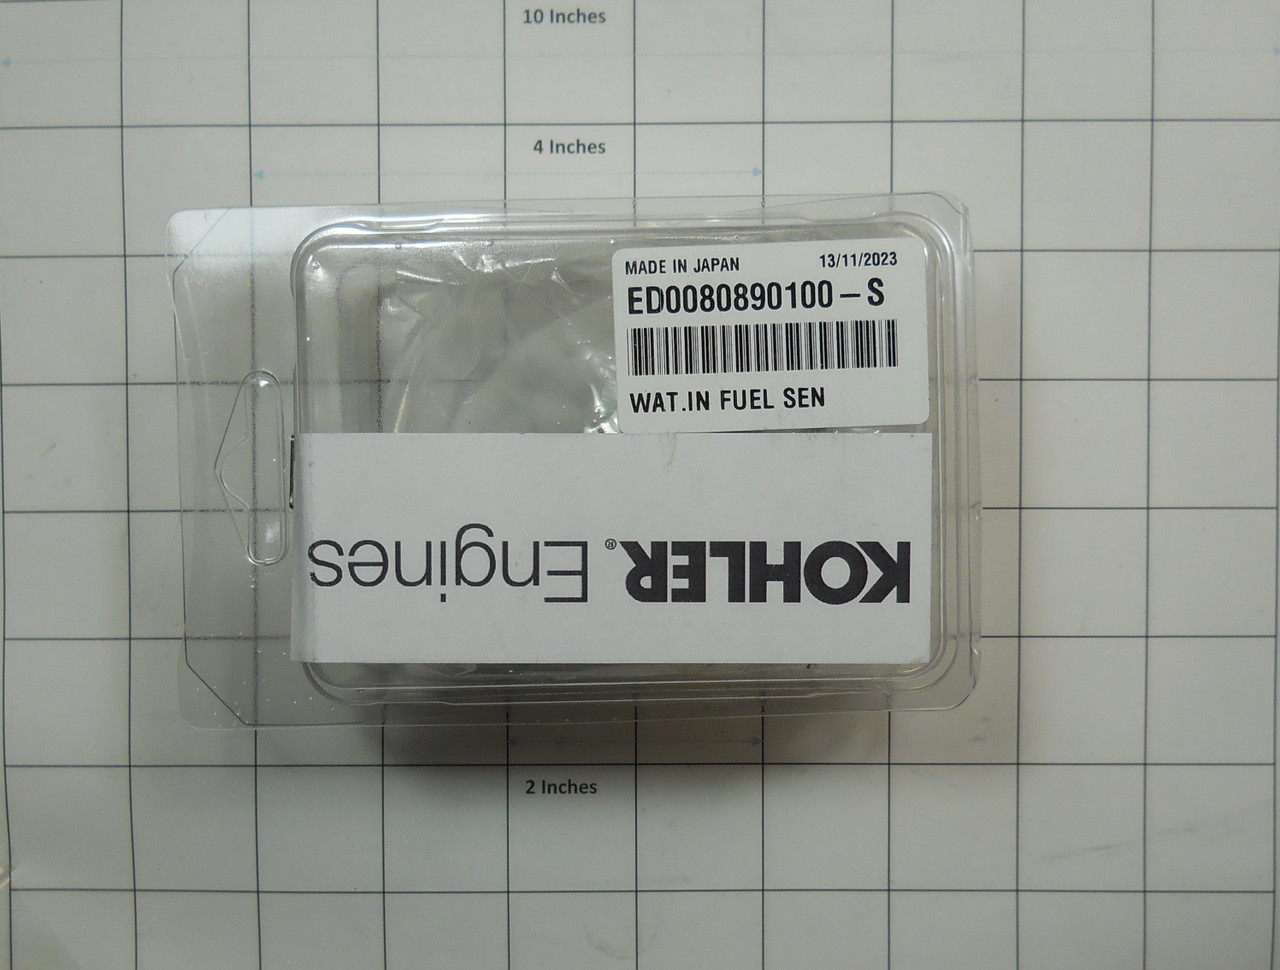 10 Inches
4 Inches
MADE IN JAPAN 13/11/2023
ED0080890100-S
WAT.IN FUEL SEN
KOHLER® Engines
2 Inches